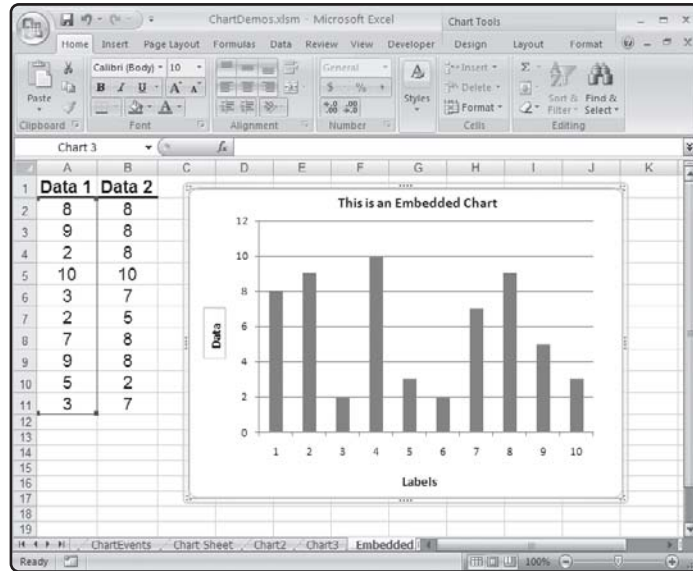 ChartDemos.xlsm - Microsoft Excel
Chart Tools
Home Insert Page Layout Formulas Data Review View Developer Design Layout Format
Paste
Calibri (Body) 10
B I U A A
General
$ % ,
Styles
Insert
Delete
Format
Sort & Filter
Find & Select
Clipboard Font Alignment Number Cells Editing
Chart 3 fx
A B C D E F G H I J K
1 Data 1 Data 2
2 8 8
3 9 8
4 2 8
5 10 10
6 3 7
7 2 5
8 7 8
9 9 8
10 5 2
11 3 7
12
13
14
15
16
17
18
19
This is an Embedded Chart
12
10
8
6
4
2
0
Data
1 2 3 4 5 6 7 8 9 10
Labels
ChartEvents Chart Sheet Chart2 Chart3 Embedded
Ready 100%